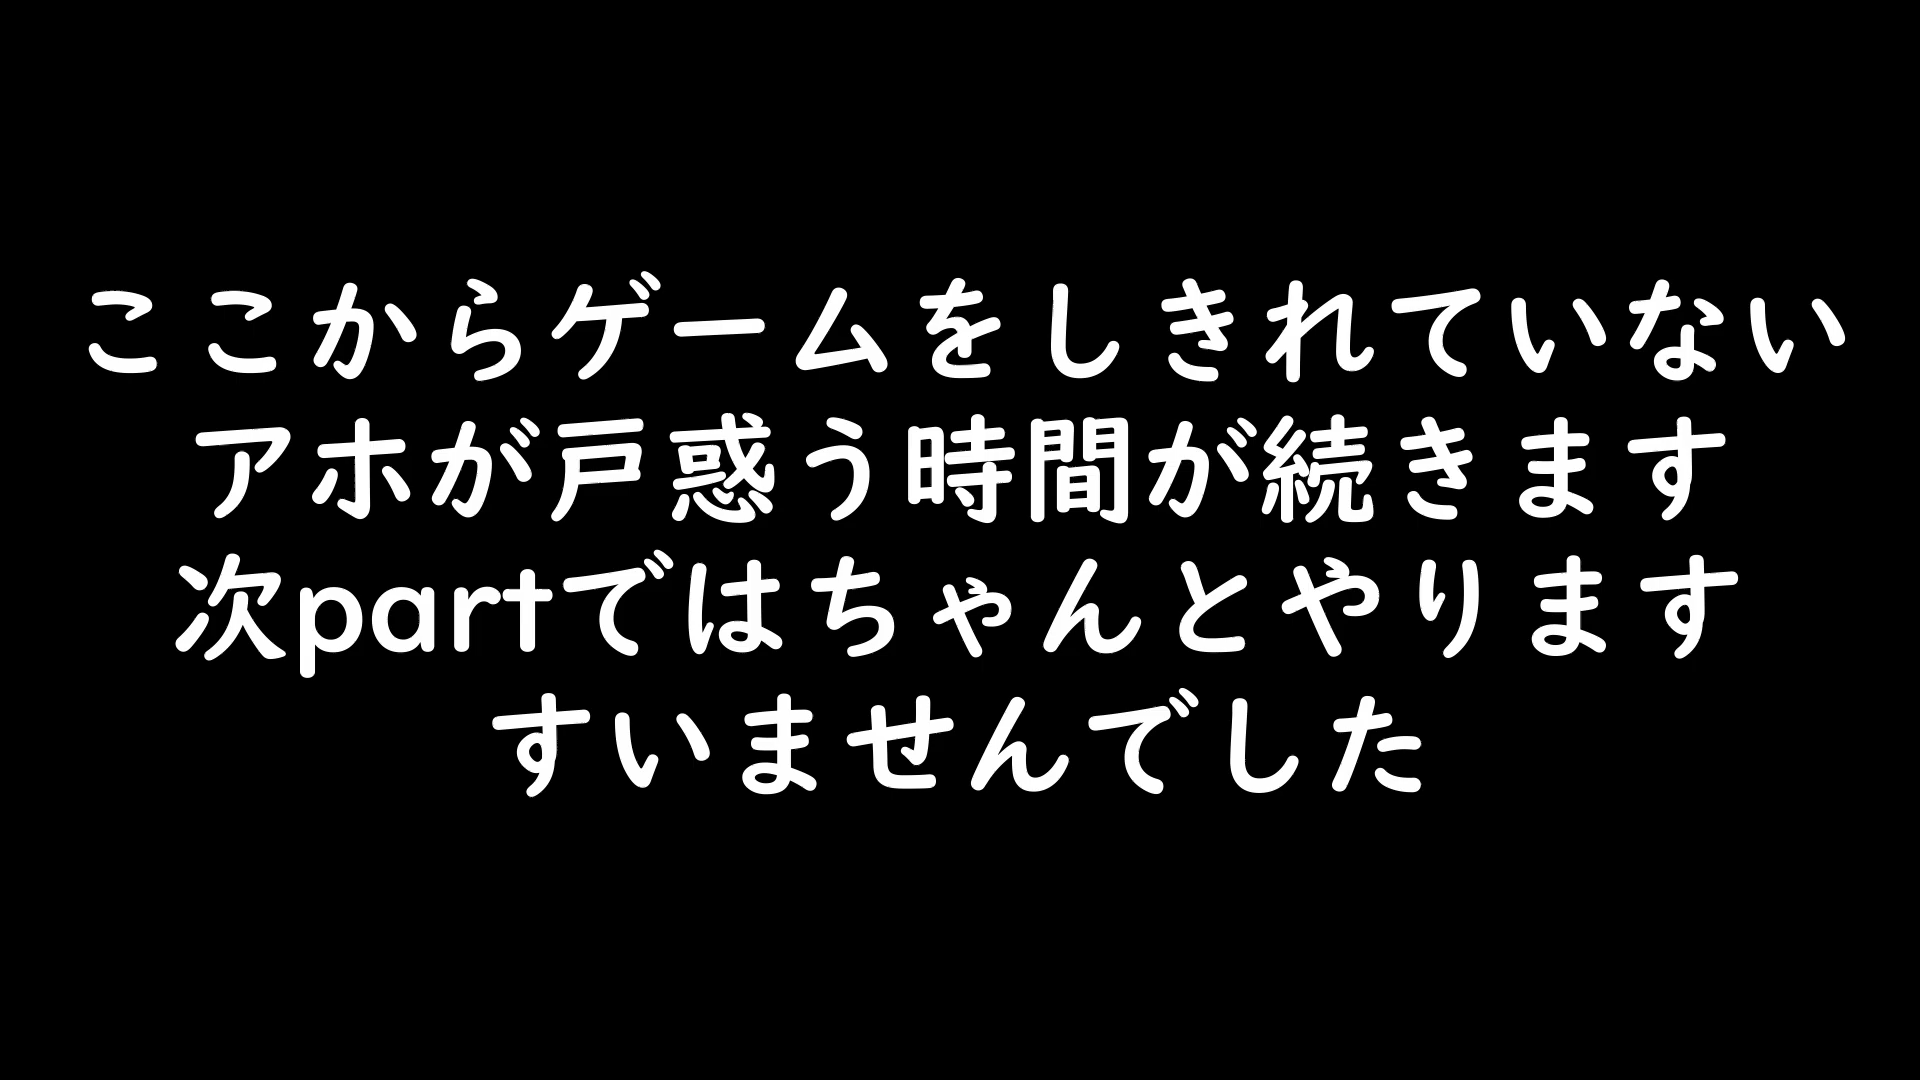 ここからゲームをしきれていない
アホが戸惑う時間が続きます
次partではちゃんとやります
すいませんでした